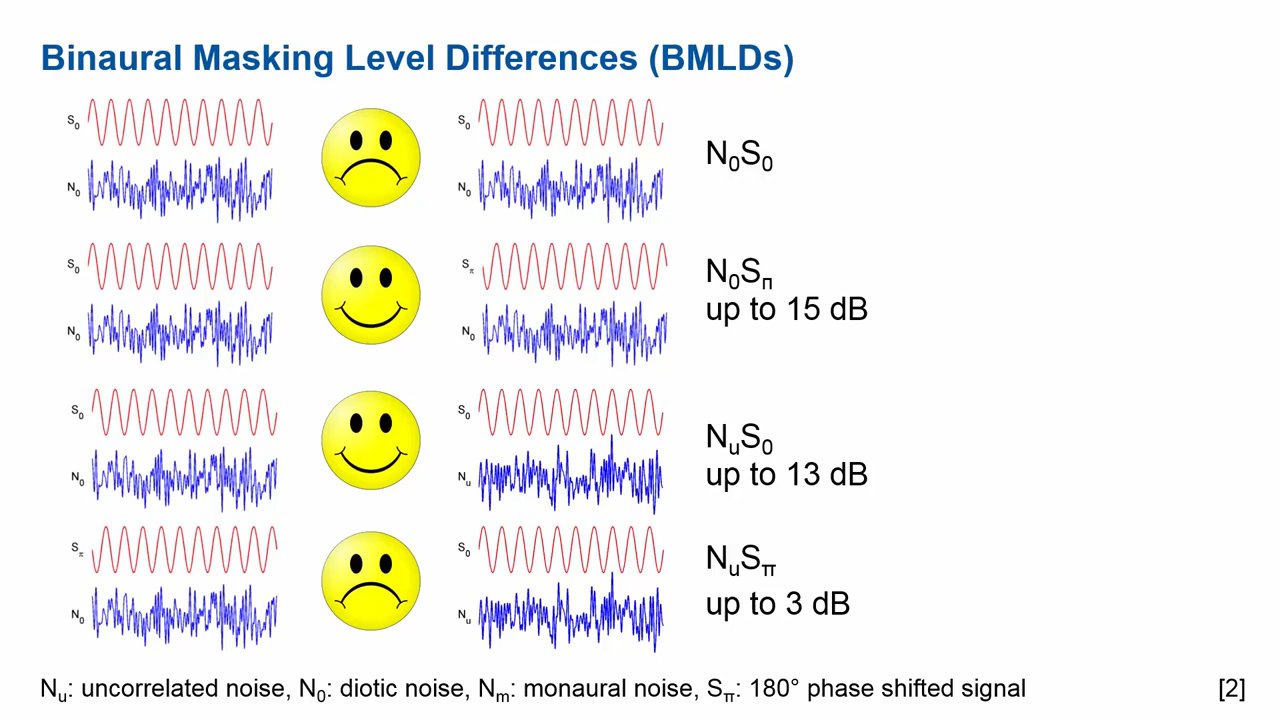 Binaural Masking Level Differences (BMLDs)
S₀ S₀
N₀S₀
N₀ N₀
S₀ Sπ
N₀Sπ
up to 15 dB
N₀ N₀
S₀ S₀
NᵤS₀
up to 13 dB
N₀ Nᵤ
Sπ S₀
NᵤSπ
up to 3 dB
N₀ Nᵤ
Nᵤ: uncorrelated noise, N₀: diotic noise, Nₘ: monaural noise, Sπ: 180° phase shifted signal [2]